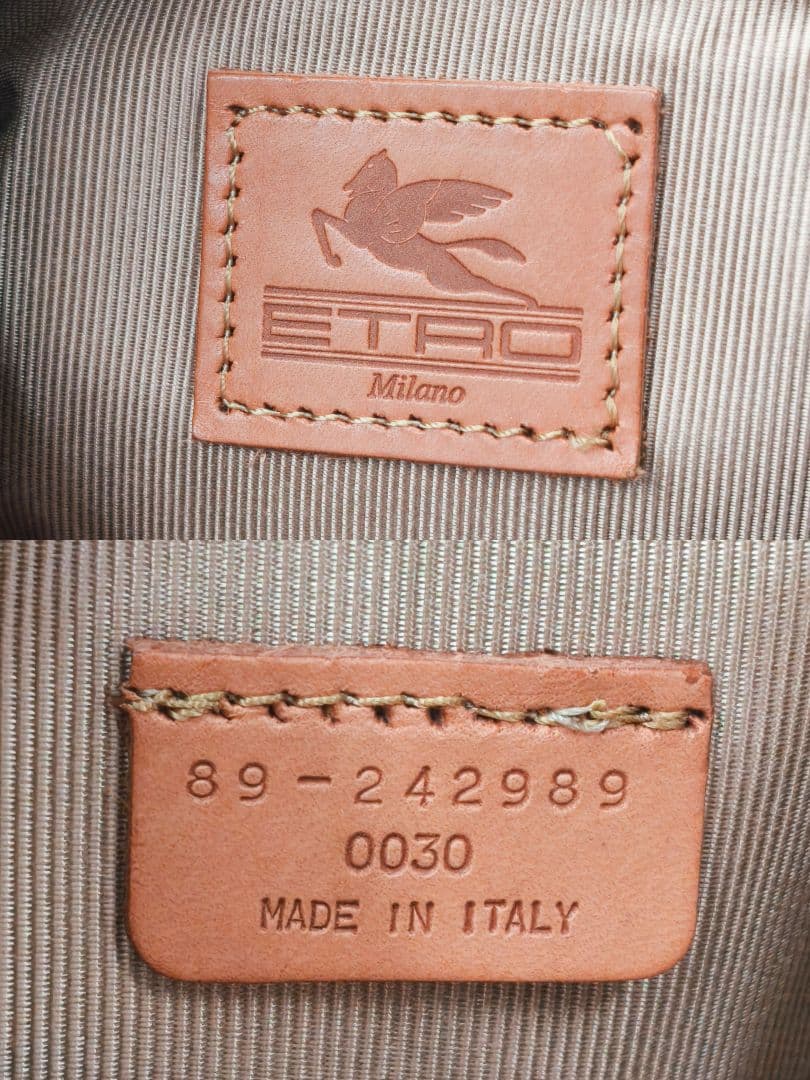 ETRO
Milano
89-242989
0030
MADE IN ITALY